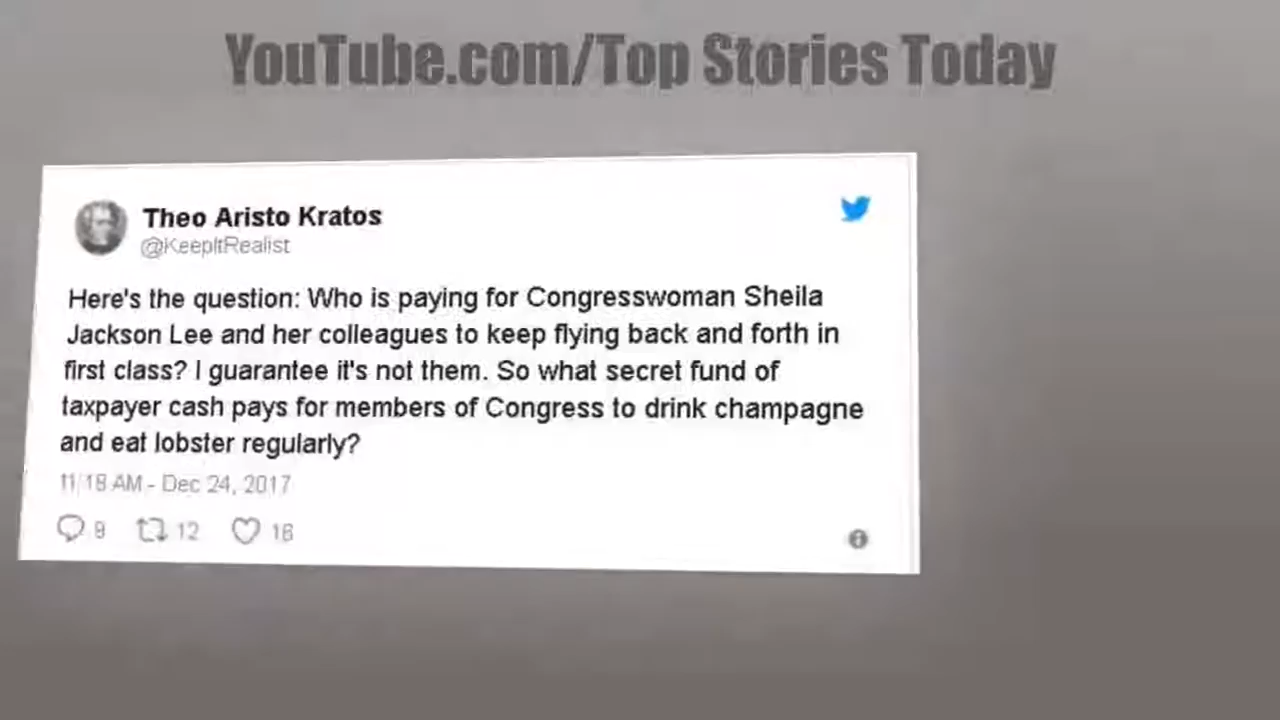 YouTube.com/Top Stories Today
Theo Aristo Kratos
@KeepItRealist
Here's the question: Who is paying for Congresswoman Sheila
Jackson Lee and her colleagues to keep flying back and forth in
first class? I guarantee it's not them. So what secret fund of
taxpayer cash pays for members of Congress to drink champagne
and eat lobster regularly?
11:18 AM - Dec 24, 2017
9 12 16